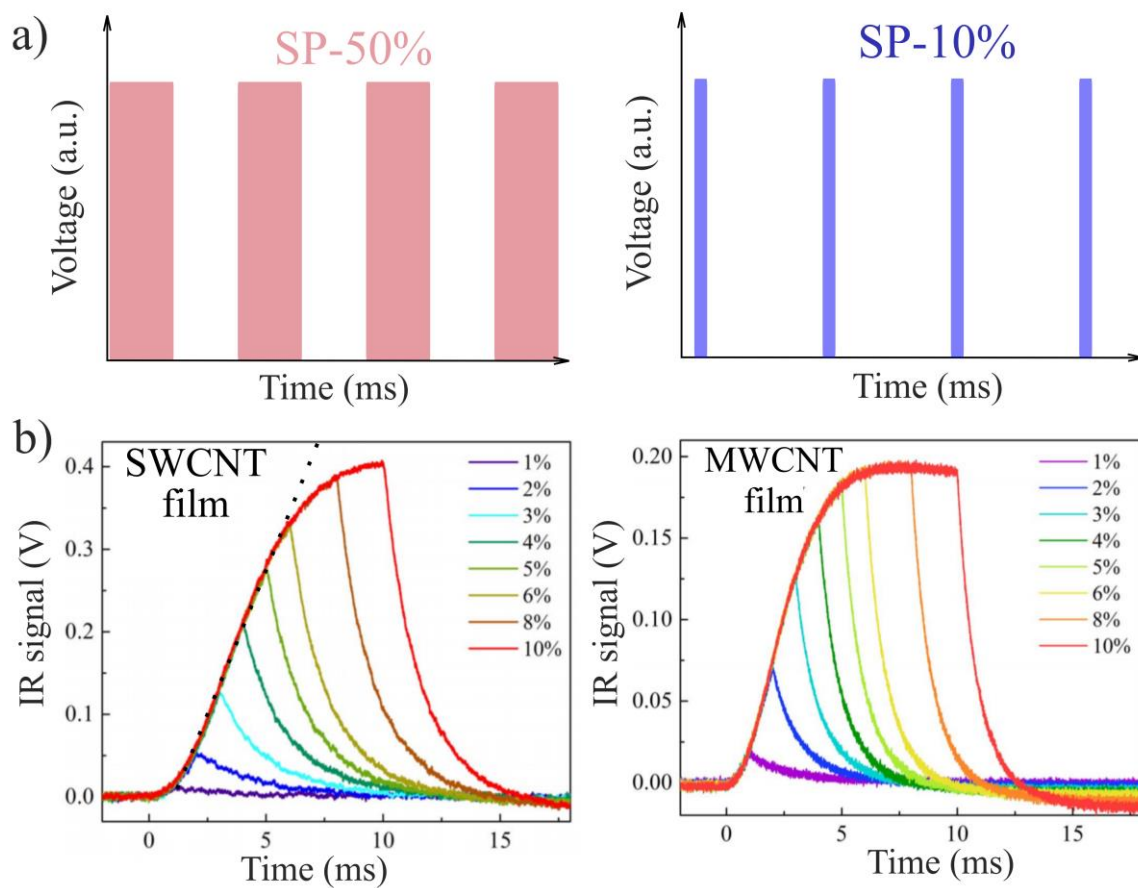 a)
SP-50%
Voltage (a.u.)
Time (ms)
SP-10%
Voltage (a.u.)
Time (ms)
b)
SWCNT
film
1%
2%
3%
4%
5%
6%
8%
10%
0.4
0.3
0.2
0.1
0.0
IR signal (V)
0 5 10 15
Time (ms)
MWCNT
film
1%
2%
3%
4%
5%
6%
8%
10%
0.20
0.15
0.10
0.05
0.00
IR signal (V)
0 5 10 15
Time (ms)